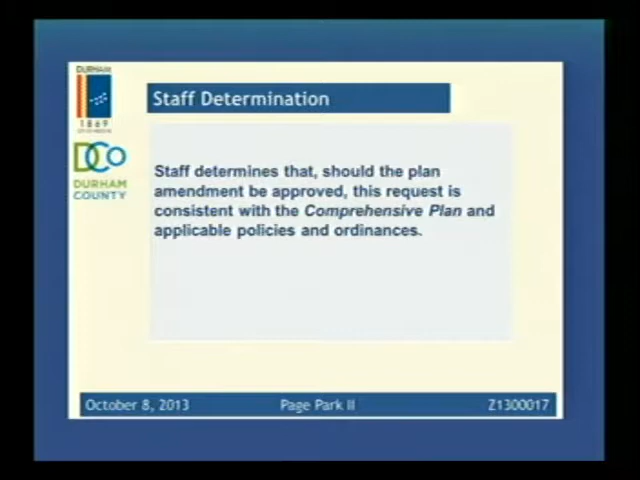 DURHAM
1869
Staff Determination
DCo
DURHAM
COUNTY
Staff determines that, should the plan
amendment be approved, this request is
consistent with the Comprehensive Plan and
applicable policies and ordinances.
October 8, 2013
Page Park II
Z1300017